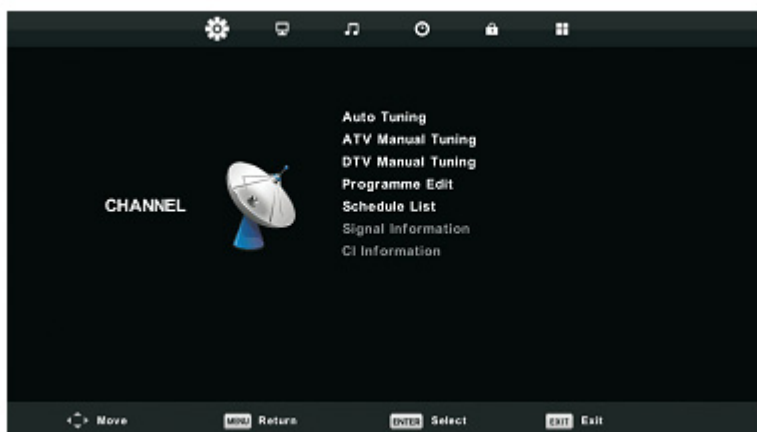 Auto Tuning
ATV Manual Tuning
DTV Manual Tuning
Programme Edit
CHANNEL
Schedule List
Signal Information
CI Information
Move MENU Return ENTER Select EXIT Exit